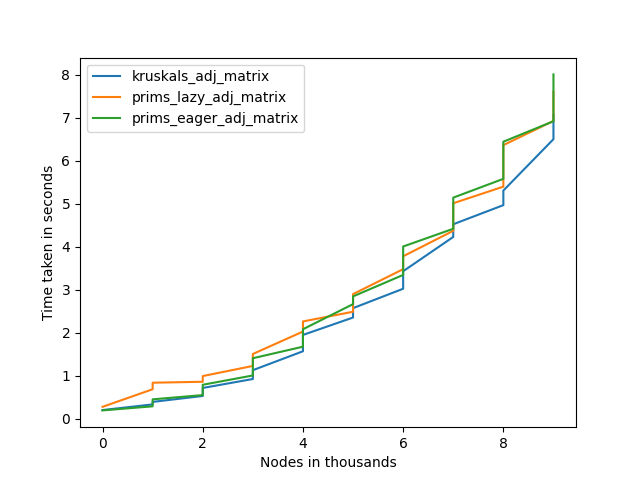 kruskals_adj_matrix
prims_lazy_adj_matrix
prims_eager_adj_matrix
Time taken in seconds
8
7
6
5
4
3
2
1
0
0 2 4 6 8
Nodes in thousands